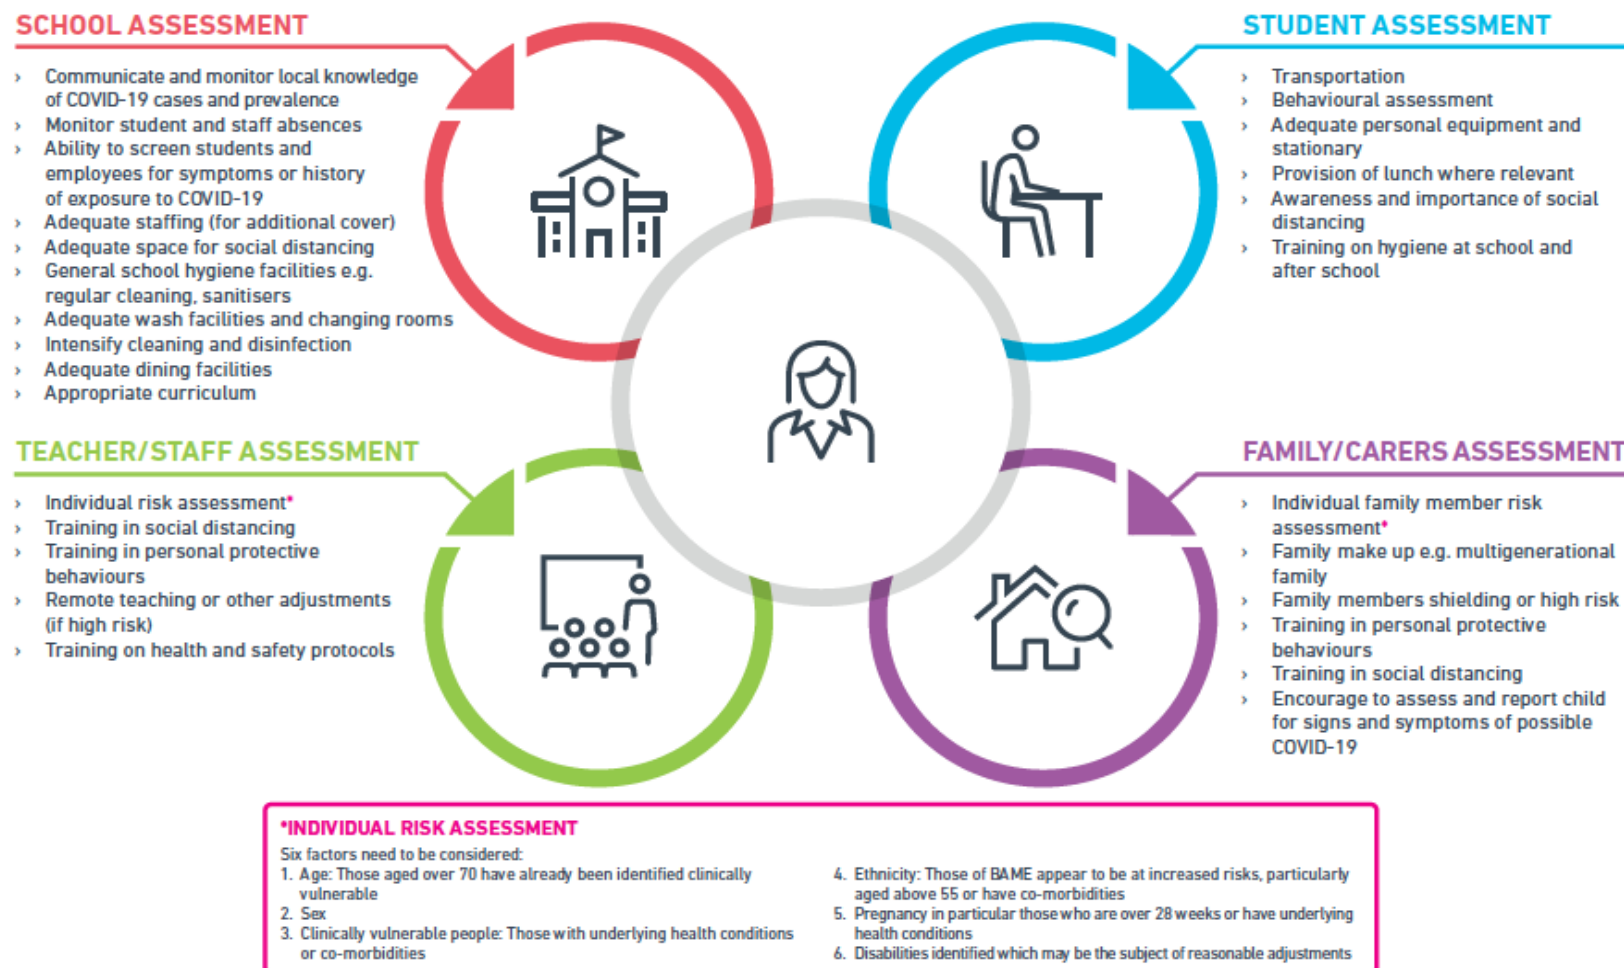 SCHOOL ASSESSMENT
› Communicate and monitor local knowledge
of COVID-19 cases and prevalence
› Monitor student and staff absences
› Ability to screen students and
employees for symptoms or history
of exposure to COVID-19
› Adequate staffing (for additional cover)
› Adequate space for social distancing
› General school hygiene facilities e.g.
regular cleaning, sanitisers
› Adequate wash facilities and changing rooms
› Intensify cleaning and disinfection
› Adequate dining facilities
› Appropriate curriculum
STUDENT ASSESSMENT
› Transportation
› Behavioural assessment
› Adequate personal equipment and
stationary
› Provision of lunch where relevant
› Awareness and importance of social
distancing
› Training on hygiene at school and
after school
TEACHER/STAFF ASSESSMENT
› Individual risk assessment*
› Training in social distancing
› Training in personal protective
behaviours
› Remote teaching or other adjustments
(if high risk)
› Training on health and safety protocols
FAMILY/CARERS ASSESSMENT
› Individual family member risk
assessment*
› Family make up e.g. multigenerational
family
› Family members shielding or high risk
› Training in personal protective
behaviours
› Training in social distancing
› Encourage to assess and report child
for signs and symptoms of possible
COVID-19
*INDIVIDUAL RISK ASSESSMENT
Six factors need to be considered:
1. Age: Those aged over 70 have already been identified clinically
vulnerable
2. Sex
3. Clinically vulnerable people: Those with underlying health conditions
or co-morbidities
4. Ethnicity: Those of BAME appear to be at increased risks, particularly
aged above 55 or have co-morbidities
5. Pregnancy in particular those who are over 28 weeks or have underlying
health conditions
6. Disabilities identified which may be the subject of reasonable adjustments